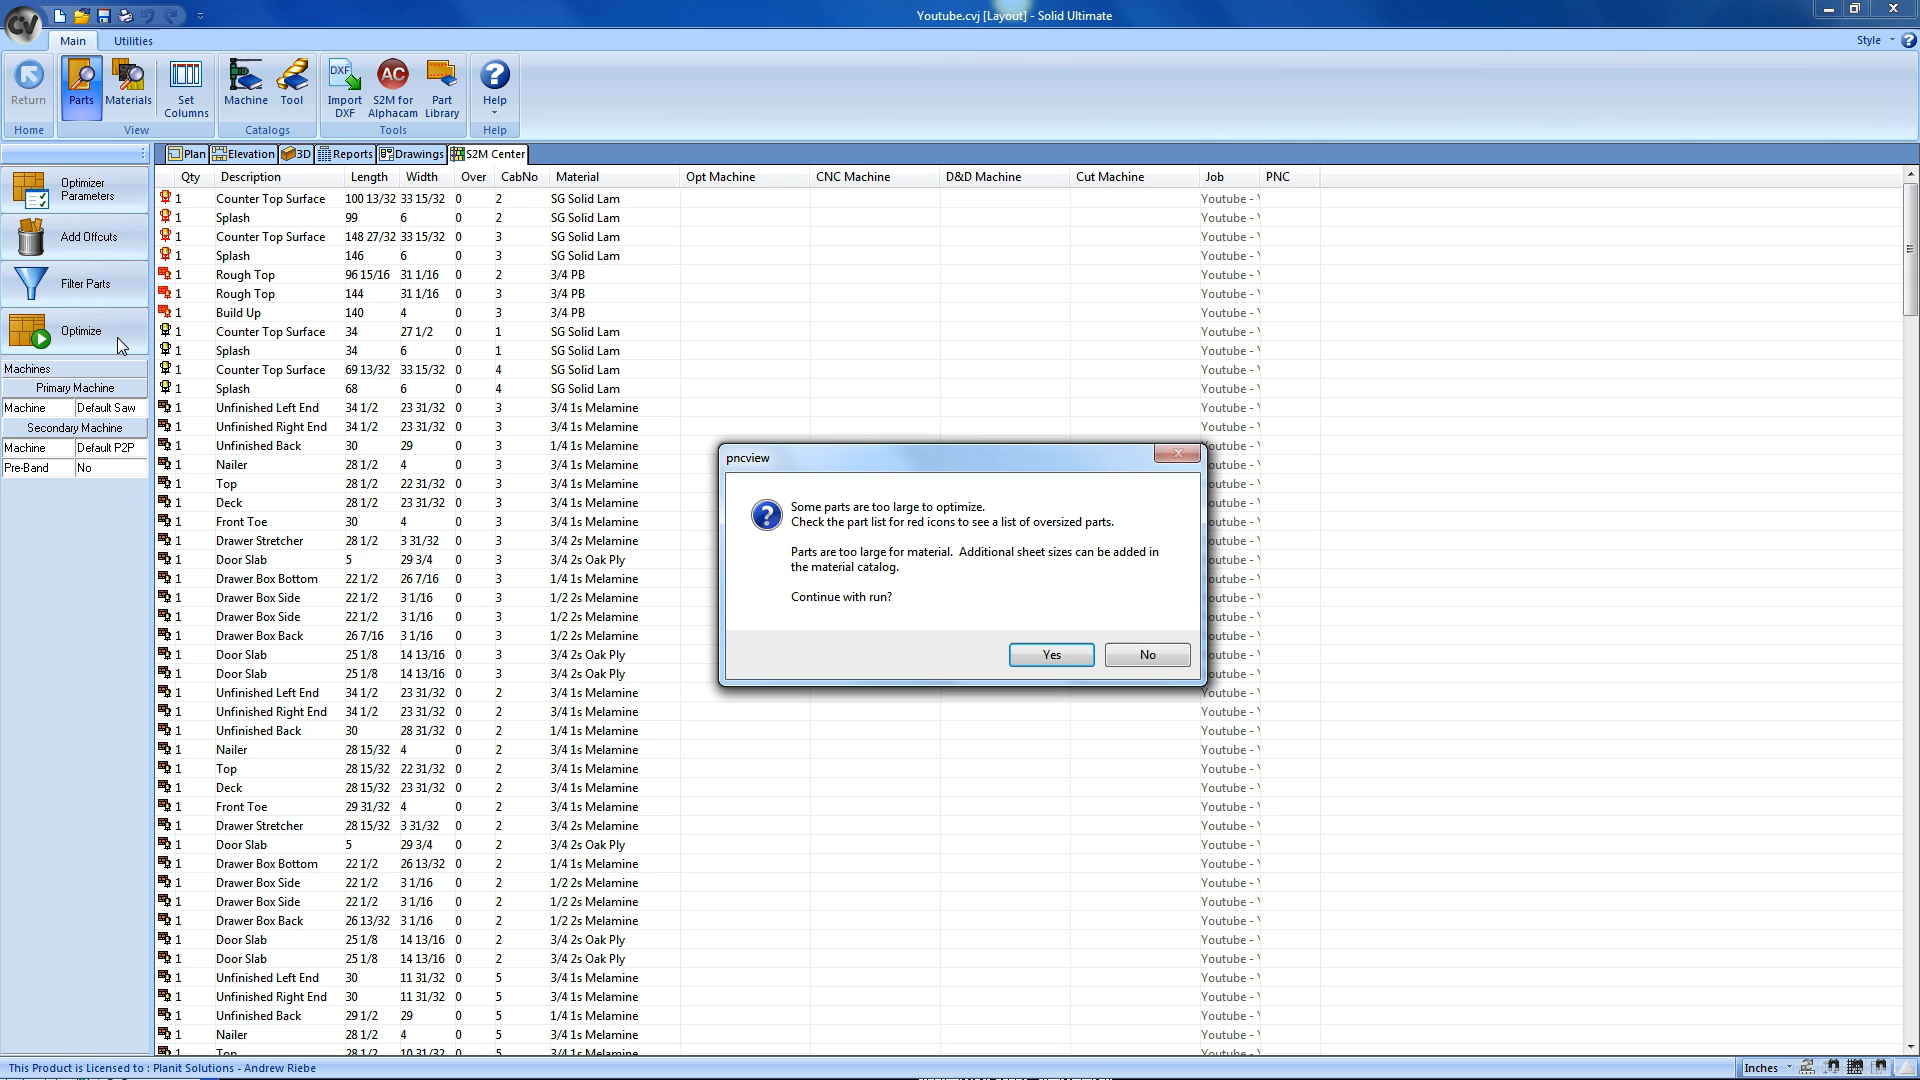 Youtube.cvj [Layout] - Solid Ultimate
Main Utilities Style
Return Parts Materials Set Columns Machine Tool Import DXF S2M for Alphacam Part Library Help
Home View Catalogs Tools Help
Plan Elevation 3D Reports Drawings S2M Center
Optimizer Parameters
Add Offcuts
Filter Parts
Optimize
Machines
Primary Machine
Machine Default Saw
Secondary Machine
Machine Default P2P
Pre-Band No
Qty Description Length Width Over CabNo Material Opt Machine CNC Machine D&D Machine Cut Machine Job PNC
1 Counter Top Surface 100 13/32 33 15/32 0 2 SG Solid Lam Youtube -
1 Splash 99 6 0 2 SG Solid Lam Youtube -
1 Counter Top Surface 148 27/32 33 15/32 0 3 SG Solid Lam Youtube -
1 Splash 146 6 0 3 SG Solid Lam Youtube -
1 Rough Top 96 15/16 31 1/16 0 2 3/4 PB Youtube -
1 Rough Top 144 31 1/16 0 3 3/4 PB Youtube -
1 Build Up 140 4 0 3 3/4 PB Youtube -
1 Counter Top Surface 34 27 1/2 0 1 SG Solid Lam Youtube -
1 Splash 34 6 0 1 SG Solid Lam Youtube -
1 Counter Top Surface 69 13/32 33 15/32 0 4 SG Solid Lam Youtube -
1 Splash 68 6 0 4 SG Solid Lam Youtube -
1 Unfinished Left End 34 1/2 23 31/32 0 3 3/4 1s Melamine Youtube -
1 Unfinished Right End 34 1/2 23 31/32 0 3 3/4 1s Melamine Youtube -
1 Unfinished Back 30 29 0 3 1/4 1s Melamine outube -
1 Nailer 28 1/2 4 0 3 3/4 1s Melamine outube -
1 Top 28 1/2 22 31/32 0 3 3/4 1s Melamine outube -
1 Deck 28 1/2 23 31/32 0 3 3/4 1s Melamine outube -
1 Front Toe 30 4 0 3 3/4 1s Melamine outube -
1 Drawer Stretcher 28 1/2 3 31/32 0 3 3/4 2s Melamine outube -
1 Door Slab 5 29 3/4 0 3 3/4 2s Oak Ply outube -
1 Drawer Box Bottom 22 1/2 26 7/16 0 3 1/4 1s Melamine outube -
1 Drawer Box Side 22 1/2 3 1/16 0 3 1/2 2s Melamine outube -
1 Drawer Box Side 22 1/2 3 1/16 0 3 1/2 2s Melamine outube -
1 Drawer Box Back 26 7/16 3 1/16 0 3 1/2 2s Melamine outube -
1 Door Slab 25 1/8 14 13/16 0 3 3/4 2s Oak Ply outube -
1 Door Slab 25 1/8 14 13/16 0 3 3/4 2s Oak Ply outube -
1 Unfinished Left End 34 1/2 23 31/32 0 2 3/4 1s Melamine Youtube -
1 Unfinished Right End 34 1/2 23 31/32 0 2 3/4 1s Melamine Youtube -
1 Unfinished Back 30 28 31/32 0 2 1/4 1s Melamine Youtube -
1 Nailer 28 15/32 4 0 2 3/4 1s Melamine Youtube -
1 Top 28 15/32 22 31/32 0 2 3/4 1s Melamine Youtube -
1 Deck 28 15/32 23 31/32 0 2 3/4 1s Melamine Youtube -
1 Front Toe 29 31/32 4 0 2 3/4 1s Melamine Youtube -
1 Drawer Stretcher 28 15/32 3 31/32 0 2 3/4 2s Melamine Youtube -
1 Door Slab 5 29 3/4 0 2 3/4 2s Oak Ply Youtube -
1 Drawer Box Bottom 22 1/2 26 13/32 0 2 1/4 1s Melamine Youtube -
1 Drawer Box Side 22 1/2 3 1/16 0 2 1/2 2s Melamine Youtube -
1 Drawer Box Side 22 1/2 3 1/16 0 2 1/2 2s Melamine Youtube -
1 Drawer Box Back 26 13/32 3 1/16 0 2 1/2 2s Melamine Youtube -
1 Door Slab 25 1/8 14 13/16 0 2 3/4 2s Oak Ply Youtube -
1 Door Slab 25 1/8 14 13/16 0 2 3/4 2s Oak Ply Youtube -
1 Unfinished Left End 30 11 31/32 0 5 3/4 1s Melamine Youtube -
1 Unfinished Right End 30 11 31/32 0 5 3/4 1s Melamine Youtube -
1 Unfinished Back 29 1/2 29 0 5 1/4 1s Melamine Youtube -
1 Nailer 28 1/2 4 0 5 3/4 1s Melamine Youtube -
1 Top 28 1/2 10 31/32 0 5 3/4 1s Melamine Youtube -
pncview
Some parts are too large to optimize.
Check the part list for red icons to see a list of oversized parts.
Parts are too large for material. Additional sheet sizes can be added in
the material catalog.
Continue with run?
Yes No
This Product is Licensed to : Planit Solutions - Andrew Riebe
Inches